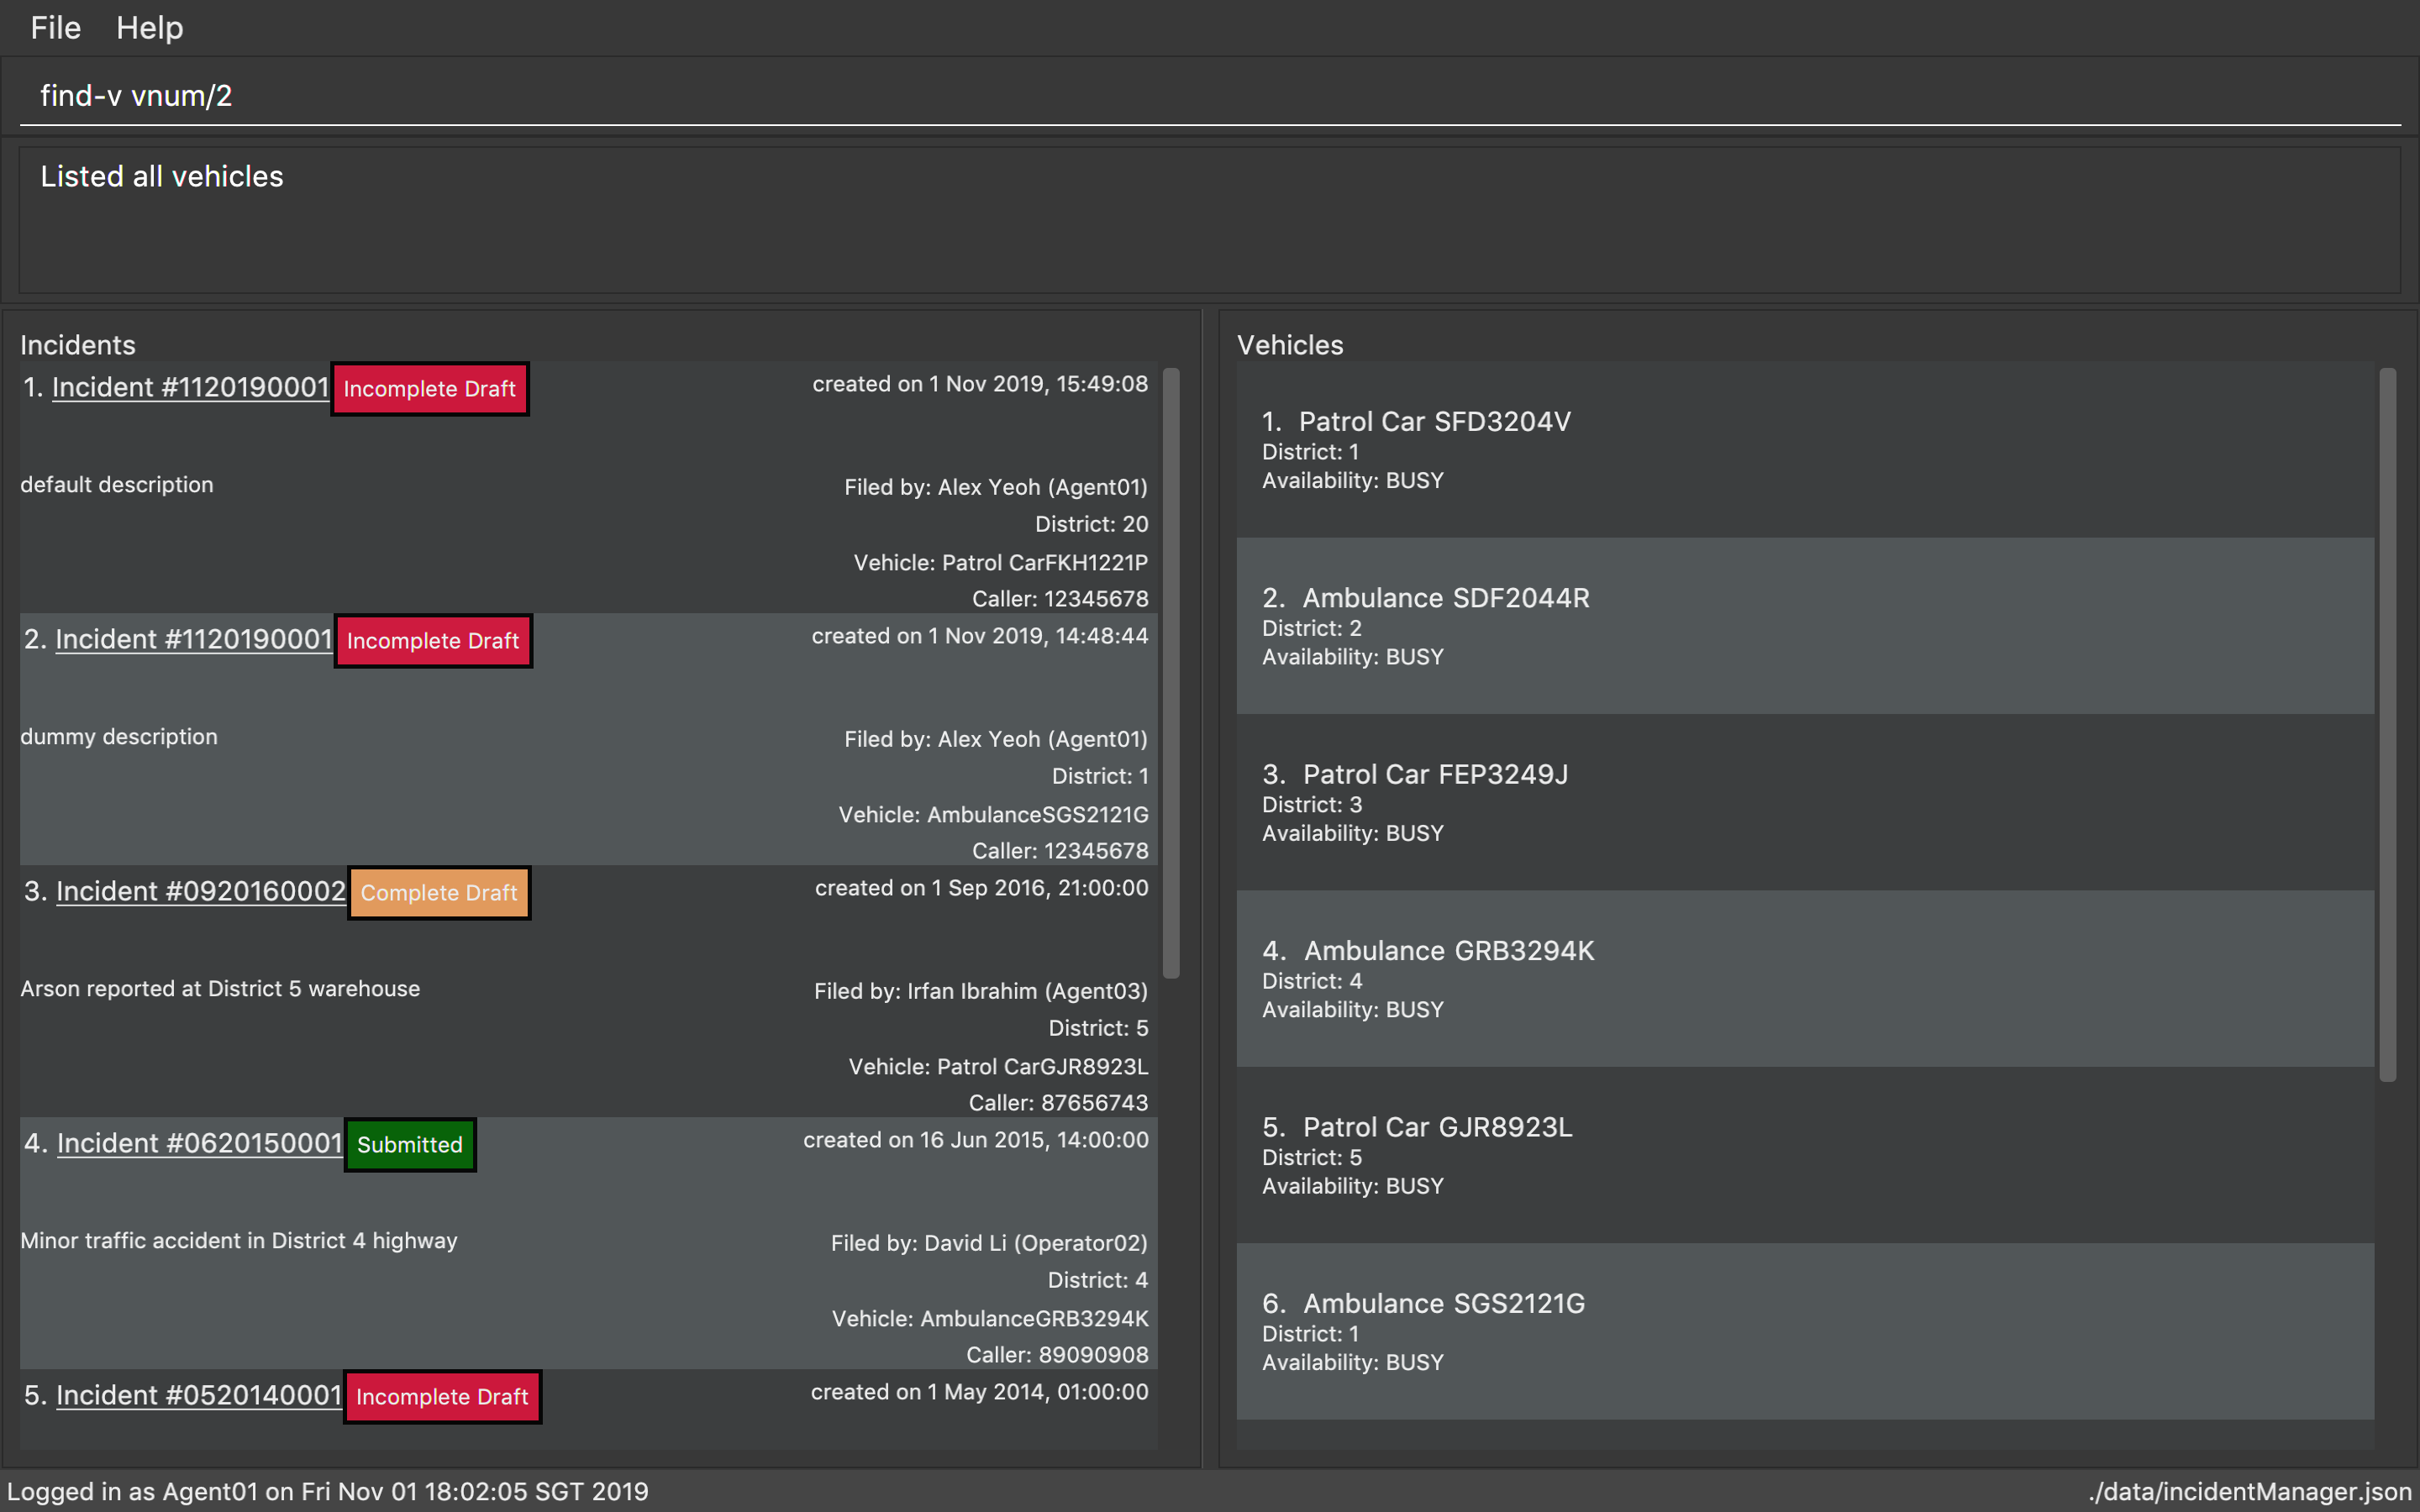 File Help
find-v vnum/2
Listed all vehicles
Incidents
1. Incident #1120190001 Incomplete Draft created on 1 Nov 2019, 15:49:08
default description Filed by: Alex Yeoh (Agent01)
District: 20
Vehicle: Patrol CarFKH1221P
Caller: 12345678
2. Incident #1120190001 Incomplete Draft created on 1 Nov 2019, 14:48:44
dummy description Filed by: Alex Yeoh (Agent01)
District: 1
Vehicle: AmbulanceSGS2121G
Caller: 12345678
3. Incident #0920160002 Complete Draft created on 1 Sep 2016, 21:00:00
Arson reported at District 5 warehouse Filed by: Irfan Ibrahim (Agent03)
District: 5
Vehicle: Patrol CarGJR8923L
Caller: 87656743
4. Incident #0620150001 Submitted created on 16 Jun 2015, 14:00:00
Minor traffic accident in District 4 highway Filed by: David Li (Operator02)
District: 4
Vehicle: AmbulanceGRB3294K
Caller: 89090908
5. Incident #0520140001 Incomplete Draft created on 1 May 2014, 01:00:00
Vehicles
1. Patrol Car SFD3204V
District: 1
Availability: BUSY
2. Ambulance SDF2044R
District: 2
Availability: BUSY
3. Patrol Car FEP3249J
District: 3
Availability: BUSY
4. Ambulance GRB3294K
District: 4
Availability: BUSY
5. Patrol Car GJR8923L
District: 5
Availability: BUSY
6. Ambulance SGS2121G
District: 1
Availability: BUSY
Logged in as Agent01 on Fri Nov 01 18:02:05 SGT 2019 ./data/incidentManager.json